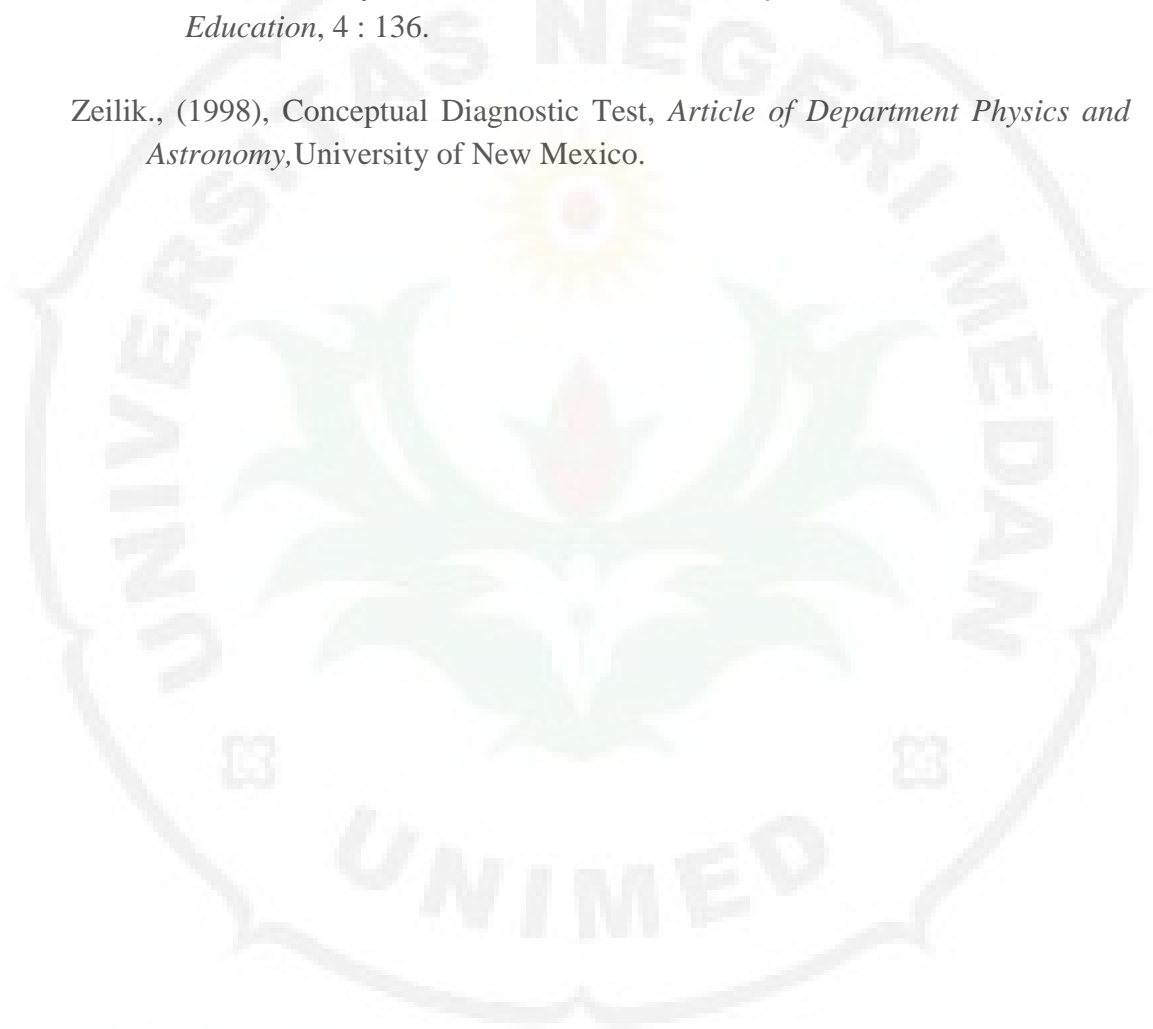 Education, 4 : 136.
Zeilik., (1998), Conceptual Diagnostic Test, Article of Department Physics and
Astronomy,University of New Mexico.
UNIVERSITAS NEGERI MEDAN
UNIMED